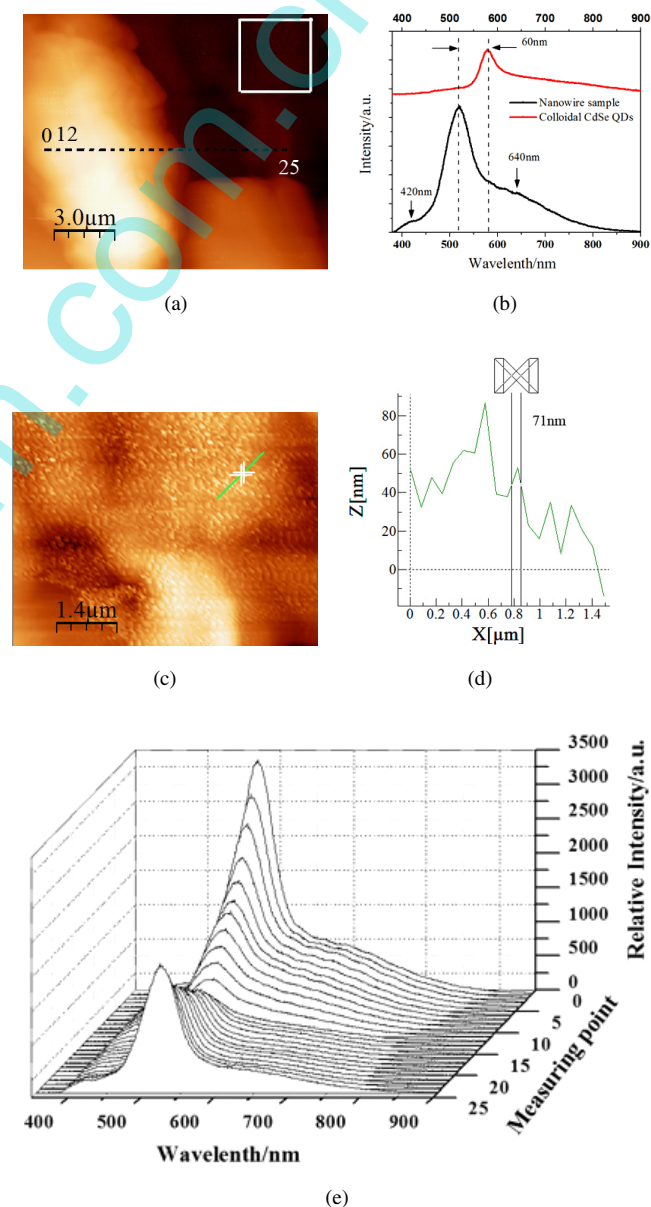 0 12
25
3.0µm
(a)
400 500 600 700 800 900
60nm
Nanowire sample
Colloidal CdSe QDs
640nm
420nm
Intensity/a.u.
400 500 600 700 800 900
Wavelenth/nm
(b)
1.4µm
(c)
71nm
80
60
40
20
0
Z[nm]
0 0.2 0.4 0.6 0.8 1 1.2 1.4
X[µm]
(d)
3500
3000
2500
2000
1500
1000
500
0
Relative Intensity/a.u.
0
5
10
15
20
25
Measuring point
400 500 600 700 800 900
Wavelenth/nm
(e)